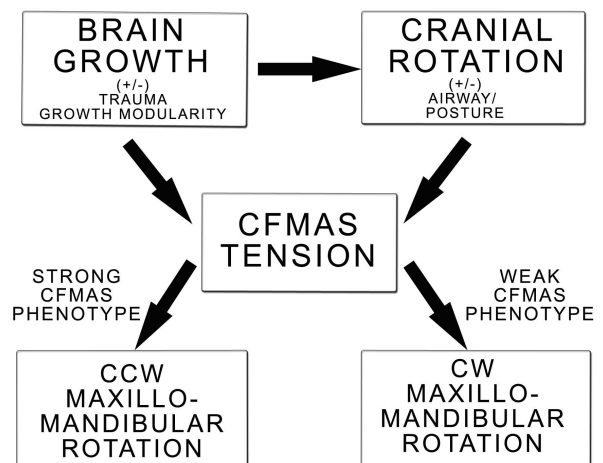 BRAIN
GROWTH
(+/-)
TRAUMA
GROWTH MODULARITY
CRANIAL
ROTATION
(+/-)
AIRWAY/
POSTURE
CFMAS
TENSION
STRONG
CFMAS
PHENOTYPE
WEAK
CFMAS
PHENOTYPE
CCW
MAXILLO-
MANDIBULAR
ROTATION
CW
MAXILLO-
MANDIBULAR
ROTATION